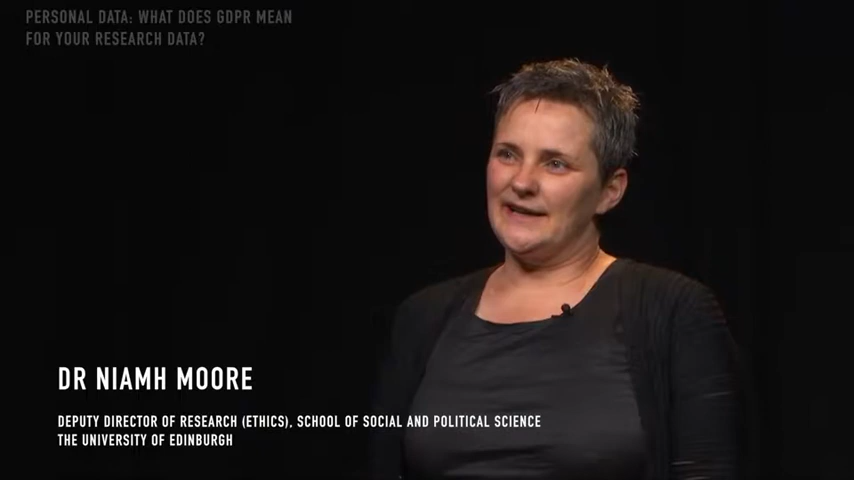 PERSONAL DATA: WHAT DOES GDPR MEAN
FOR YOUR RESEARCH DATA?
DR NIAMH MOORE
DEPUTY DIRECTOR OF RESEARCH (ETHICS), SCHOOL OF SOCIAL AND POLITICAL SCIENCE
THE UNIVERSITY OF EDINBURGH